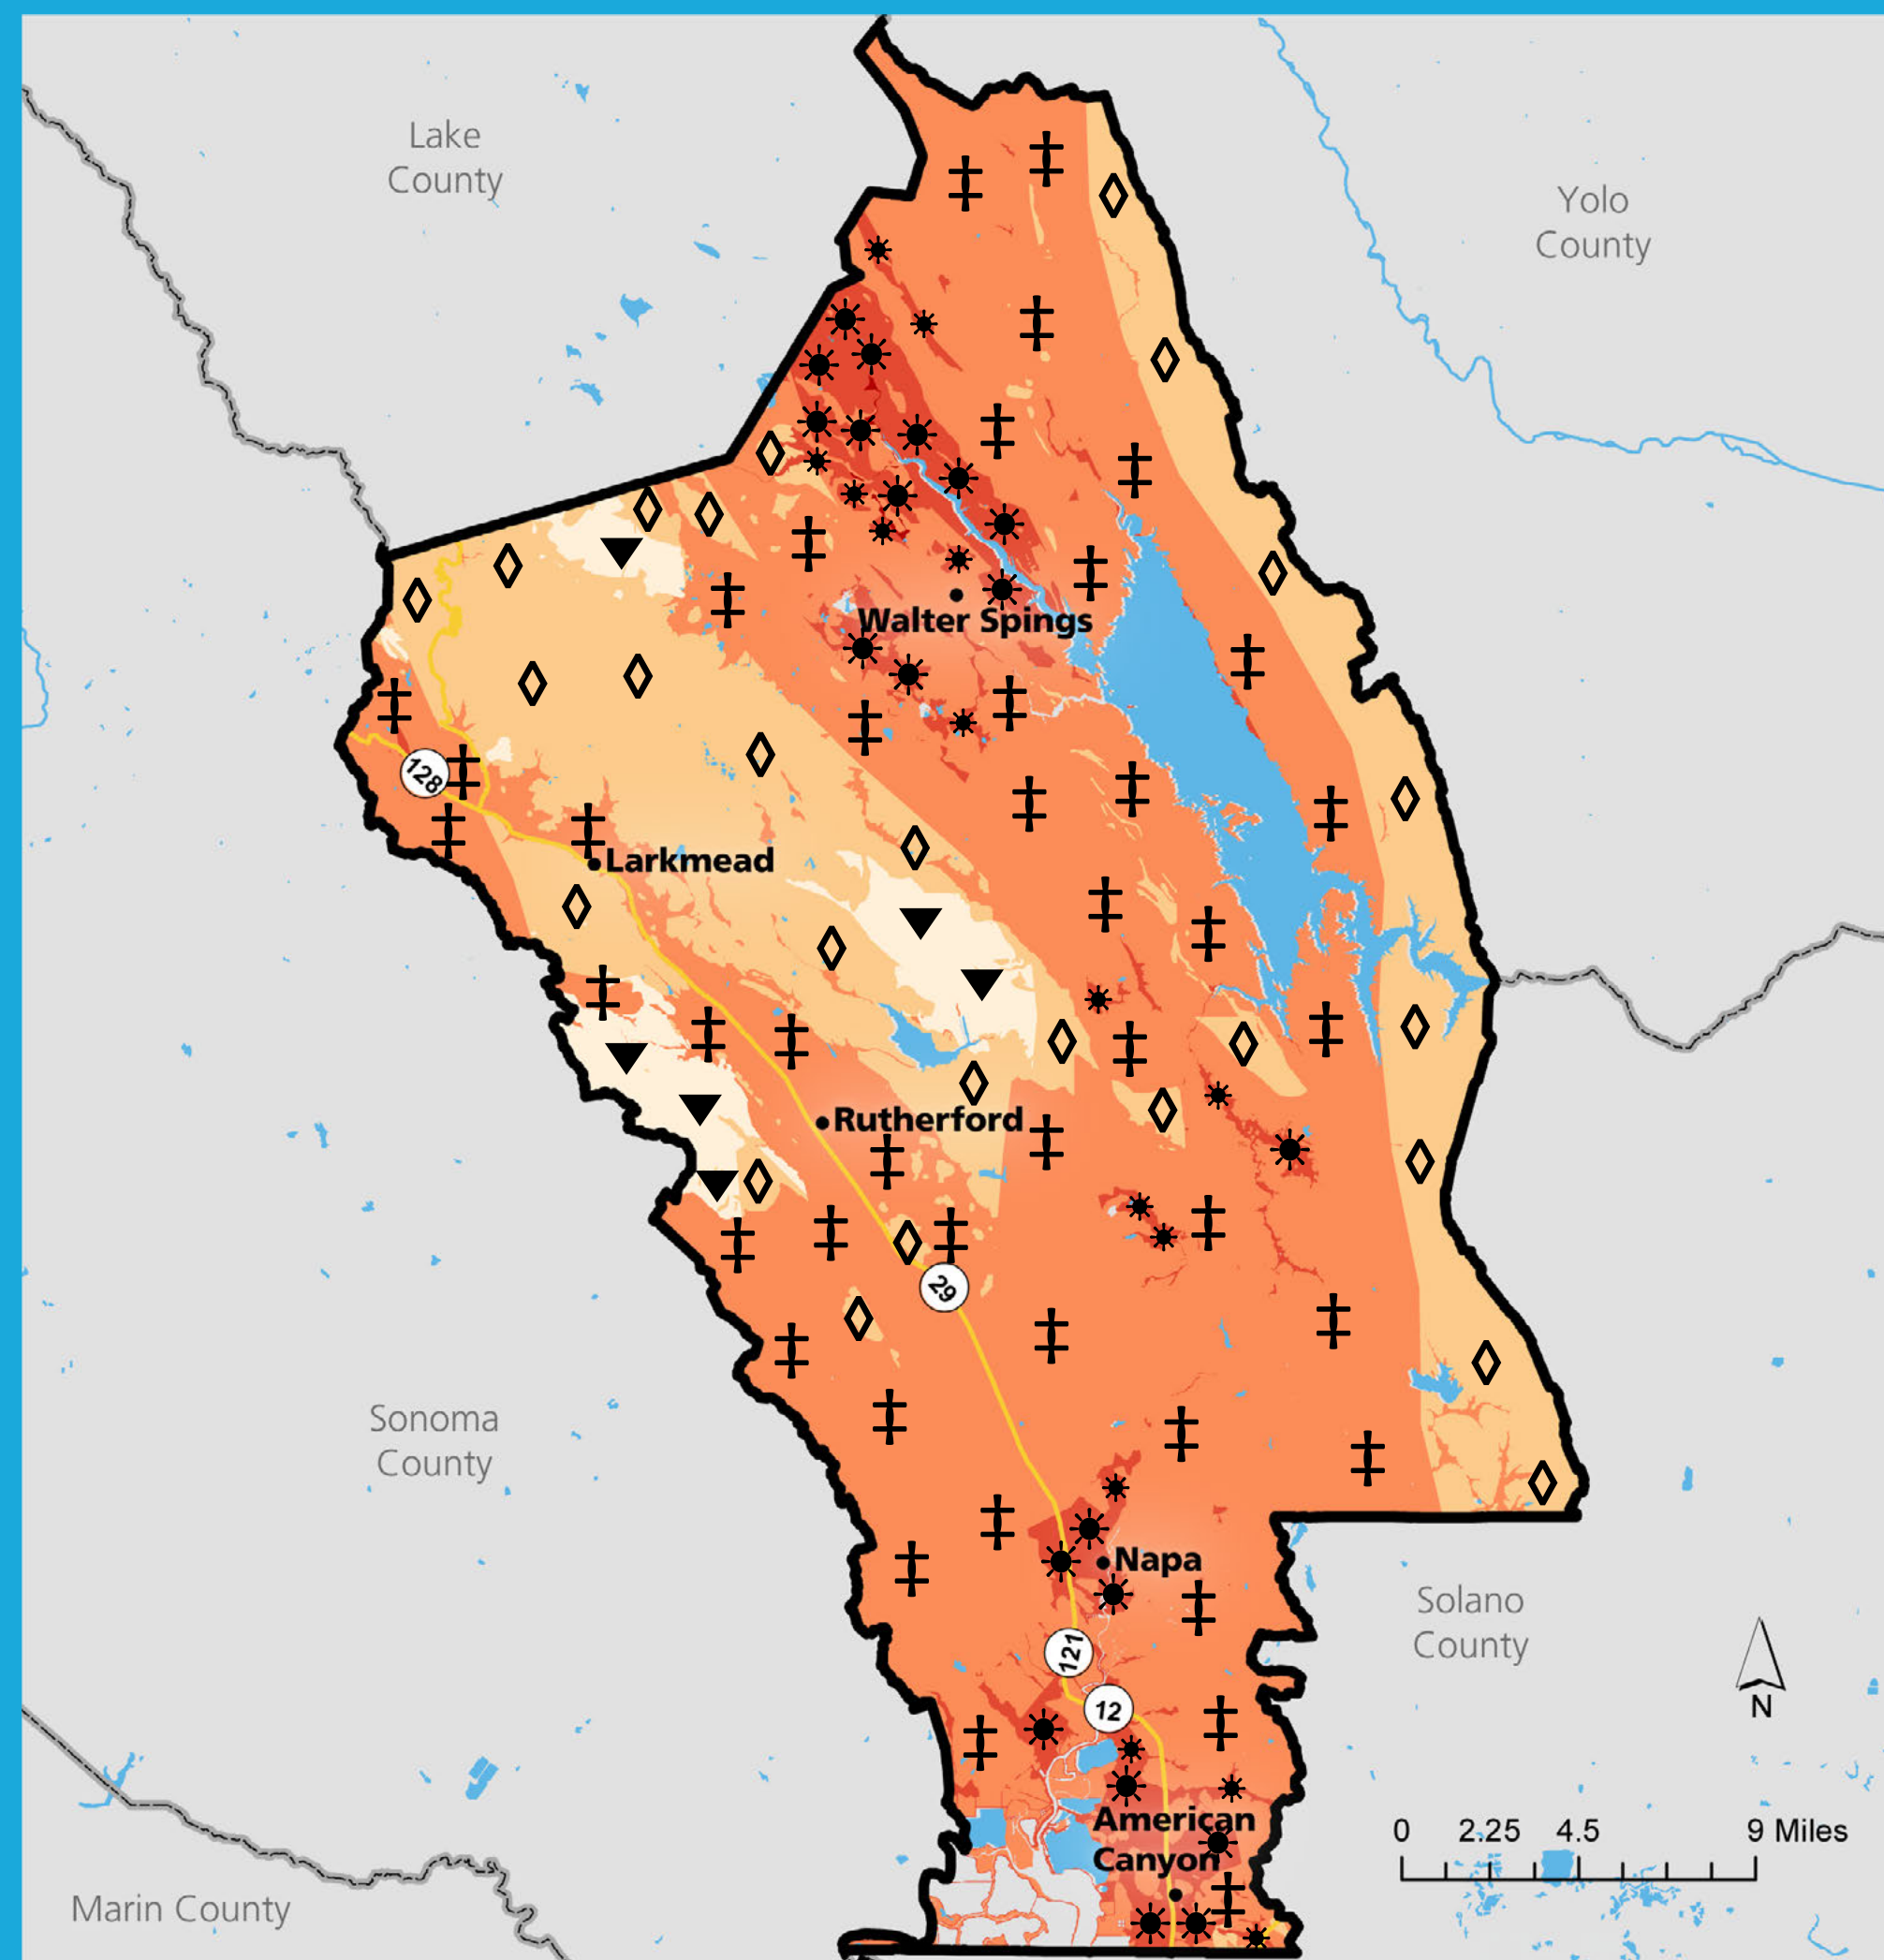 Lake
County
Yolo
County
Walter Spings
128
Larkmead
Rutherford
29
Sonoma
County
Napa
Solano
County
121
12
N
American
Canyon
0 2.25 4.5 9 Miles
Marin County